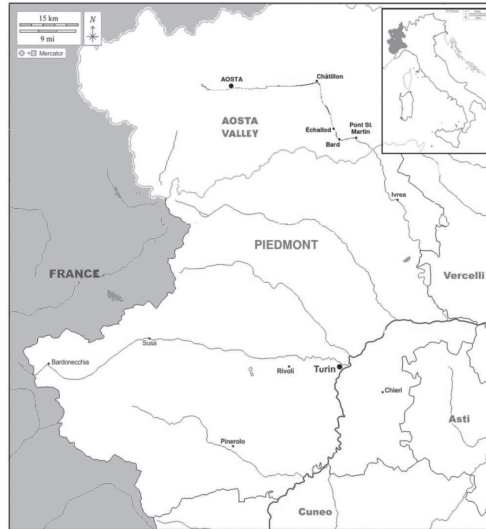 15 km
9 mi
N
Mercator
AOSTA
Châtillon
AOSTA
VALLEY
Échallod
Pont St.
Martin
Bard
Ivrea
PIEDMONT
FRANCE
Vercelli
Susa
Bardonecchia
Rivoli
Turin
Chieri
Asti
Pinerolo
Cuneo